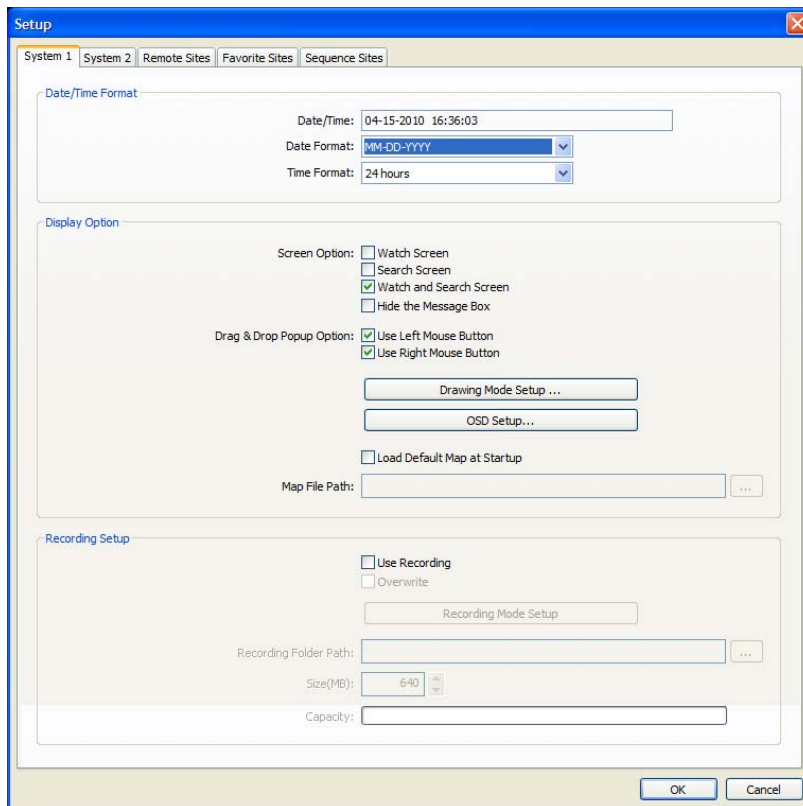 Setup
System 1 System 2 Remote Sites Favorite Sites Sequence Sites
Date/Time Format
Date/Time: 04-15-2010 16:36:03
Date Format: MM-DD-YYYY
Time Format: 24 hours
Display Option
Screen Option: Watch Screen
Search Screen
Watch and Search Screen
Hide the Message Box
Drag & Drop Popup Option: Use Left Mouse Button
Use Right Mouse Button
Drawing Mode Setup ...
OSD Setup...
Load Default Map at Startup
Map File Path: ...
Recording Setup
Use Recording
Overwrite
Recording Mode Setup
Recording Folder Path: ...
Size(MB): 640
Capacity:
OK Cancel